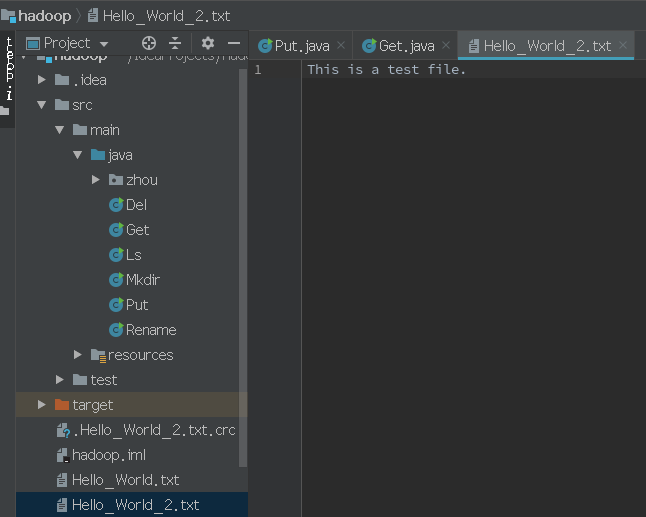 hadoop Hello_World_2.txt
Project
Put.java Get.java Hello_World_2.txt
hadoop ~/IdeaProjects/hado
.idea
src
main
java
zhou
Del
Get
Ls
Mkdir
Put
Rename
resources
test
target
.Hello_World_2.txt.crc
hadoop.iml
Hello_World.txt
Hello_World_2.txt
1 This is a test file.